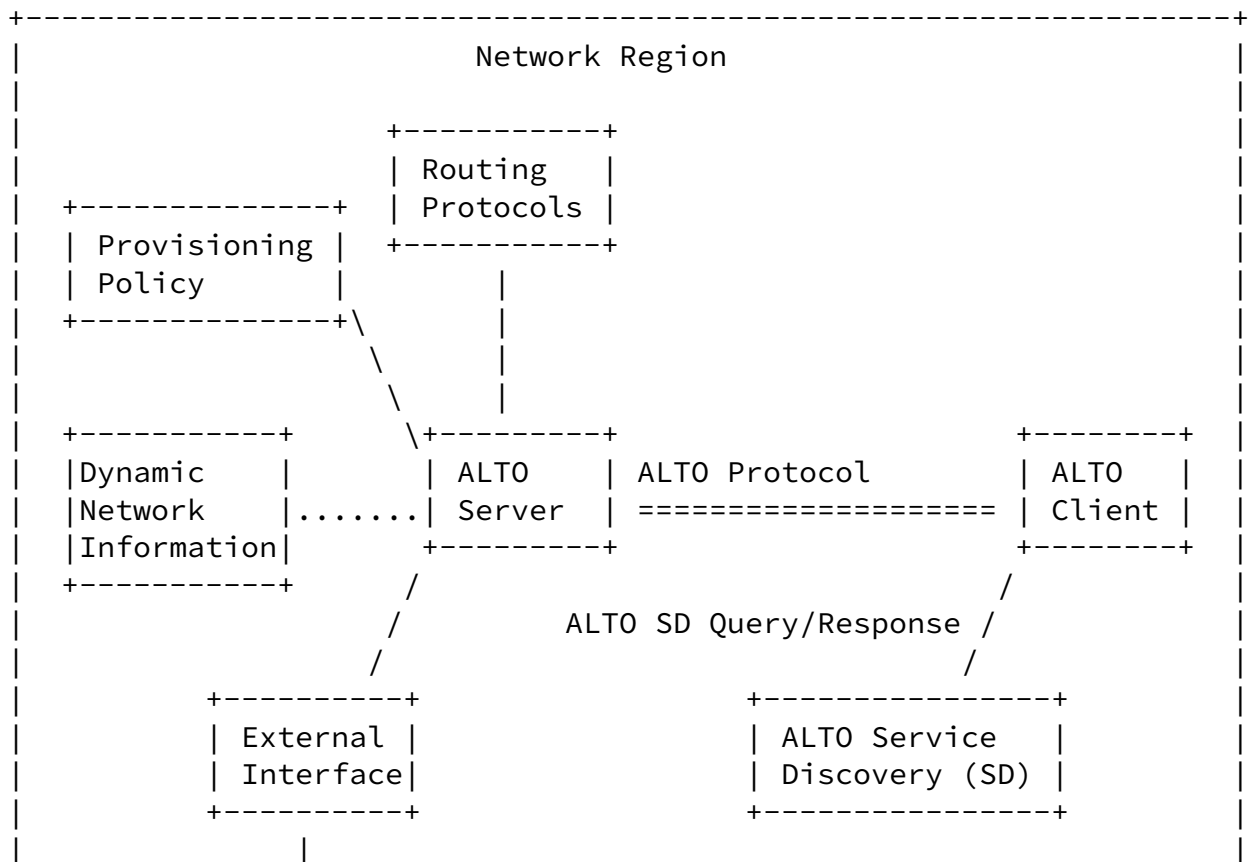 Network Region
Routing
Protocols
Provisioning
Policy
Dynamic
Network
Information
ALTO
Server
ALTO Protocol
====================
ALTO
Client
ALTO SD Query/Response
External
Interface
ALTO Service
Discovery (SD)